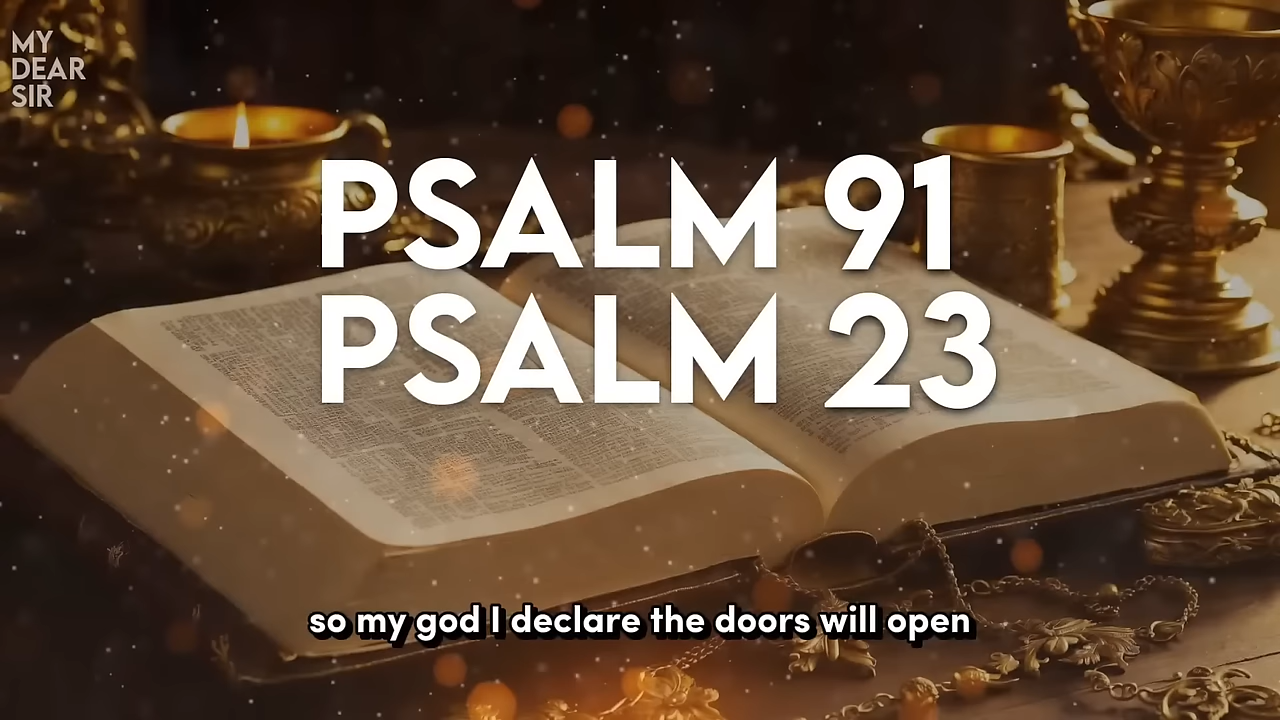 MY
DEAR
SIR
PSALM 91
PSALM 23
so my god I declare the doors will open